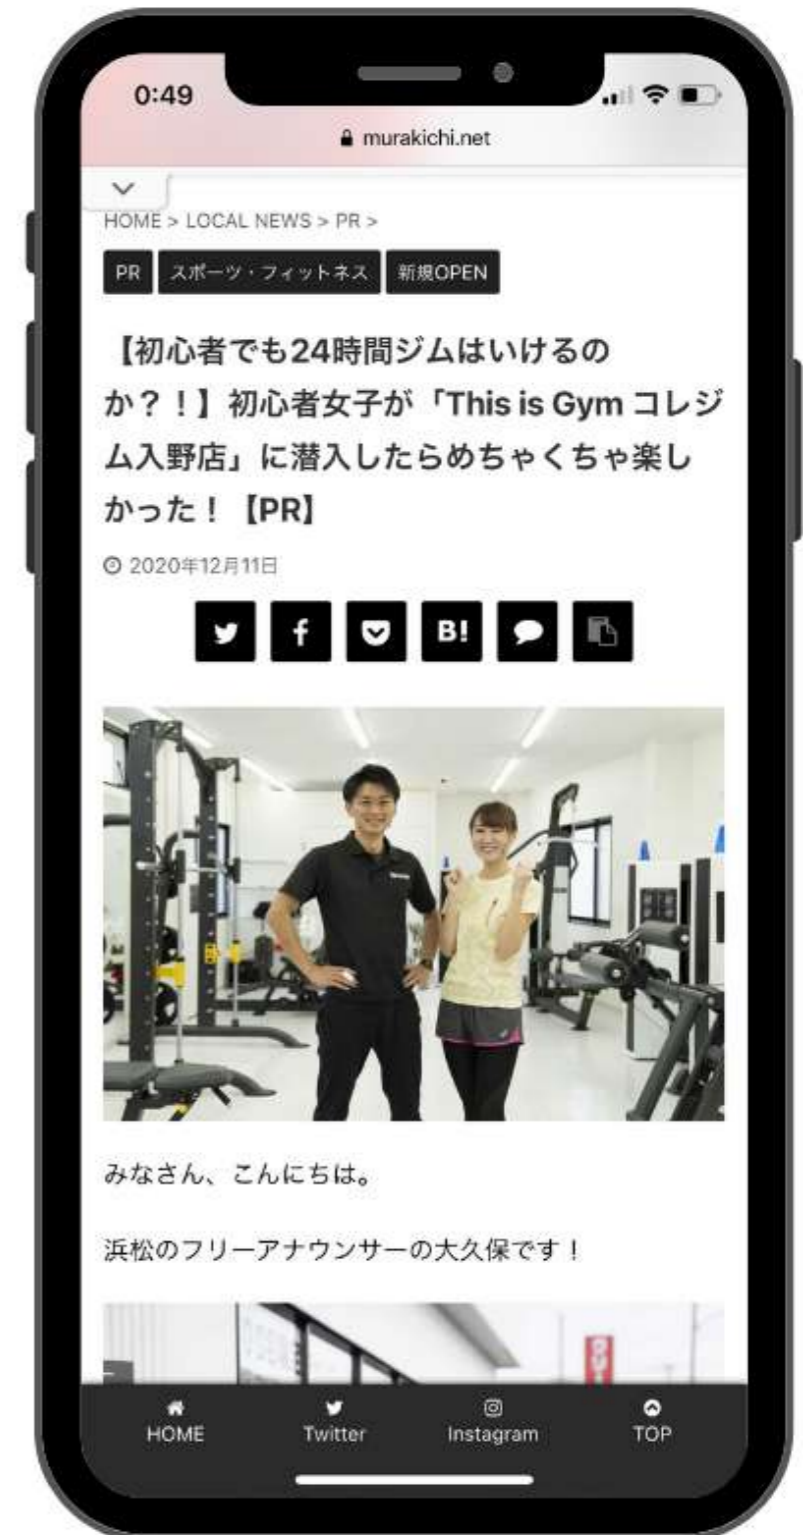 0:49
murakichi.net
HOME > LOCAL NEWS > PR >
PR スポーツ・フィットネス 新規OPEN
【初心者でも24時間ジムはいけるの
か？！】初心者女子が「This is Gym コレジ
ム入野店」に潜入したらめちゃくちゃ楽し
かった！【PR】
2020年12月11日
B!
みなさん、こんにちは。
浜松のフリーアナウンサーの大久保です！
HOME Twitter Instagram TOP